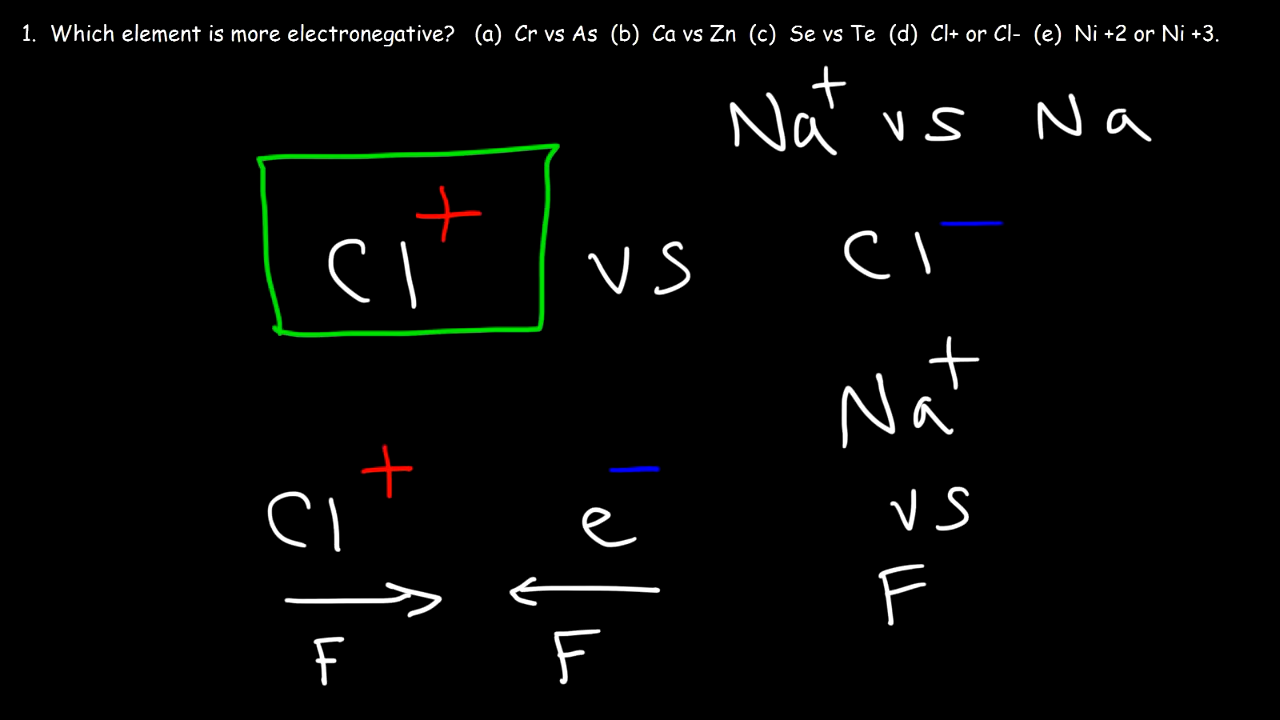 1. Which element is more electronegative? (a) Cr vs As (b) Ca vs Zn (c) Se vs Te (d) Cl+ or Cl- (e) Ni +2 or Ni +3.
Na⁺ vs Na
Cl⁺ vs Cl⁻
Na⁺
vs
F
Cl⁺ e⁻
F F